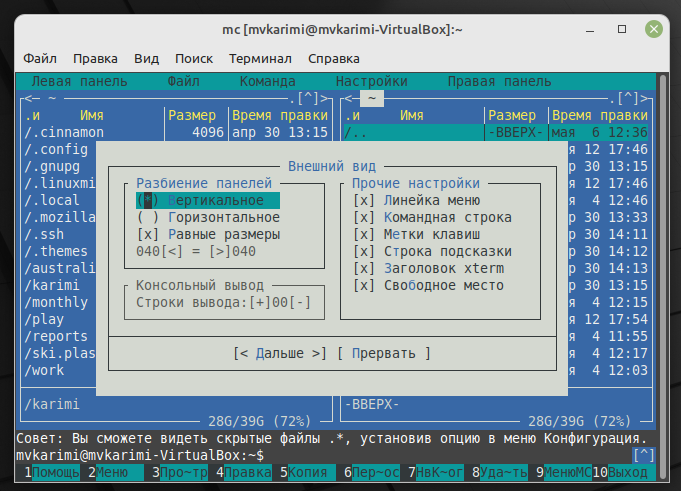 mc [mvkarimi@mvkarimi-VirtualBox]:~
Файл Правка Вид Поиск Терминал Справка
Левая панель Файл Команда Настройки Правая панель
<─ ~ .[^]> <─ ~ .[^]>
.и Имя Размер Время правки .и Имя Размер Время правки
/.cinnamon 4096 апр 30 13:15 /.. -ВВЕРХ- мая 6 12:36
/.config я 12 17:46
/.gnupg р 30 13:15
/.linuxmi я 12 17:46
/.local я 4 12:46
/.mozilla р 30 13:33
/.ssh р 30 14:11
/.themes р 30 14:12
/australi р 30 14:13
/karimi р 30 13:15
/monthly я 4 12:15
/play я 12 17:54
/reports я 4 11:55
/ski.plas я 4 12:17
/work я 4 12:03
Внешний вид
Разбиение панелей
(*) Вертикальное
( ) Горизонтальное
[x] Равные размеры
040[<] = [>]040
Консольный вывод
Строки вывода:[+]00[-]
Прочие настройки
[x] Линейка меню
[x] Командная строка
[x] Метки клавиш
[x] Строка подсказки
[x] Заголовок xterm
[x] Свободное место
[< Дальше >] [ Прервать ]
/karimi -ВВЕРХ-
28G/39G (72%) 28G/39G (72%)
Совет: Вы сможете видеть скрытые файлы .*, установив опцию в меню Конфигурация.
mvkarimi@mvkarimi-VirtualBox:~$ [^]
1Помощь 2Меню 3Про~тр 4Правка 5Копия 6Пер~ос 7НвК~ог 8Уда~ть 9МенюMC 10Выход